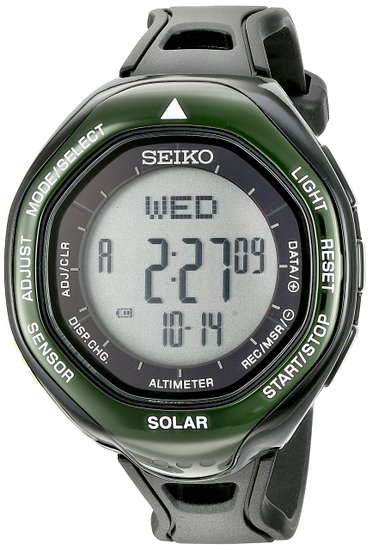 SEIKO
MODE/SELECT
LIGHT
ADJUST
RESET
SENSOR
START/STOP
ADJ/CLR
DATA/+
DISP.CHG.
REC/MSR/-
WED
A 2:27 09
10-14
ALTIMETER
SOLAR